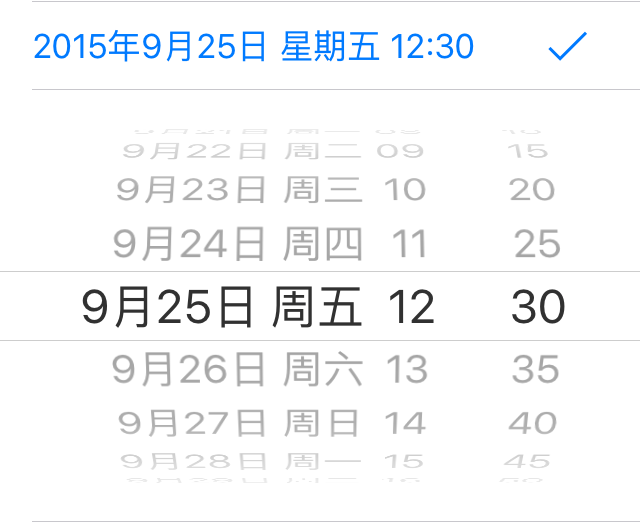 2015年9月25日 星期五 12:30
9月22日 周二 09 15
9月23日 周三 10 20
9月24日 周四 11 25
9月25日 周五 12 30
9月26日 周六 13 35
9月27日 周日 14 40
9月28日 周一 15 45